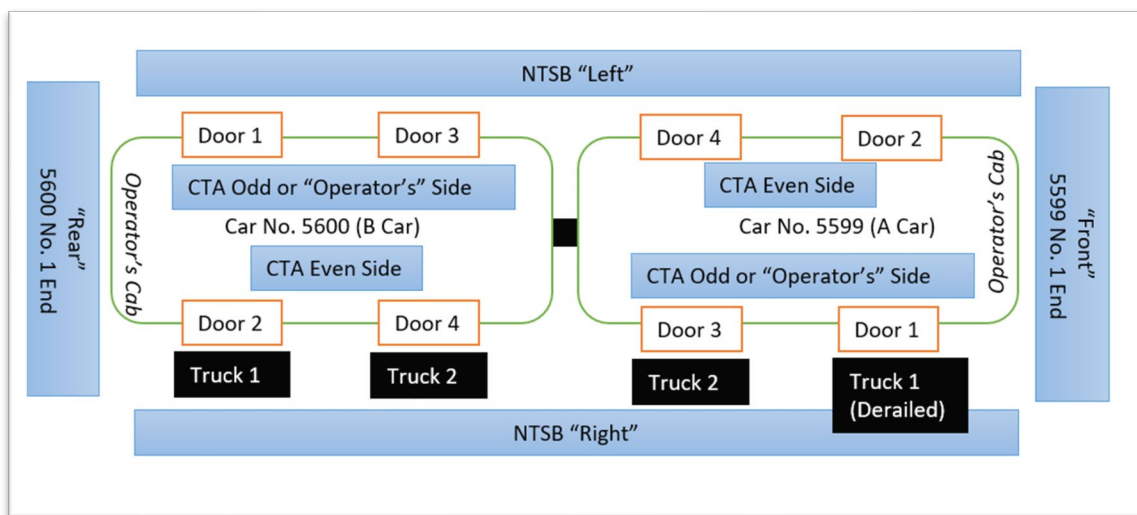 NTSB “Left”
“Rear”
5600 No. 1 End
Door 1
Door 3
Door 4
Door 2
“Front”
5599 No. 1 End
Operator’s Cab
CTA Odd or “Operator’s” Side
CTA Even Side
Operator’s Cab
Car No. 5600 (B Car)
Car No. 5599 (A Car)
CTA Even Side
CTA Odd or “Operator’s” Side
Door 2
Door 4
Door 3
Door 1
Truck 1
Truck 2
Truck 2
Truck 1
(Derailed)
NTSB “Right”